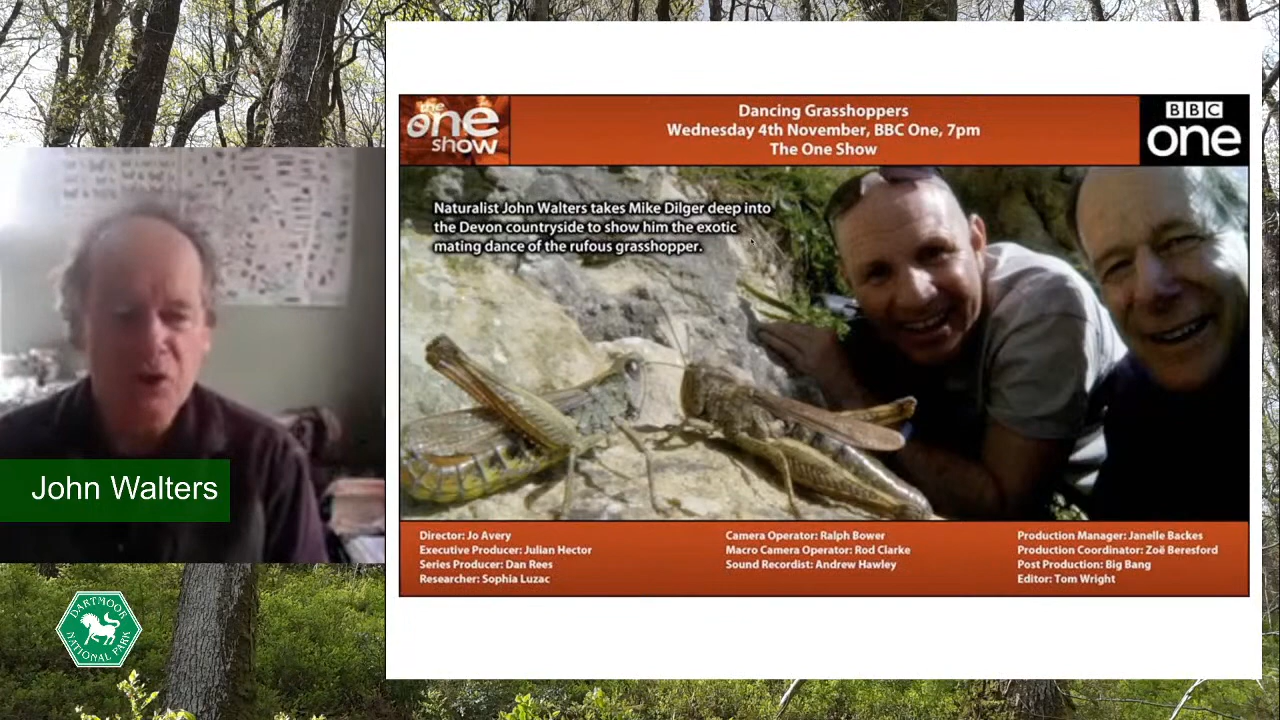 the
one
show
Dancing Grasshoppers
Wednesday 4th November, BBC One, 7pm
The One Show
BBC
one
Naturalist John Walters takes Mike Dilger deep into
the Devon countryside to show him the exotic
mating dance of the rufous grasshopper.
John Walters
Director: Jo Avery
Executive Producer: Julian Hector
Series Producer: Dan Rees
Researcher: Sophia Luzac
Camera Operator: Ralph Bower
Macro Camera Operator: Rod Clarke
Sound Recordist: Andrew Hawley
Production Manager: Janelle Backes
Production Coordinator: Zoë Beresford
Post Production: Big Bang
Editor: Tom Wright
DARTMOOR
NATIONAL PARK